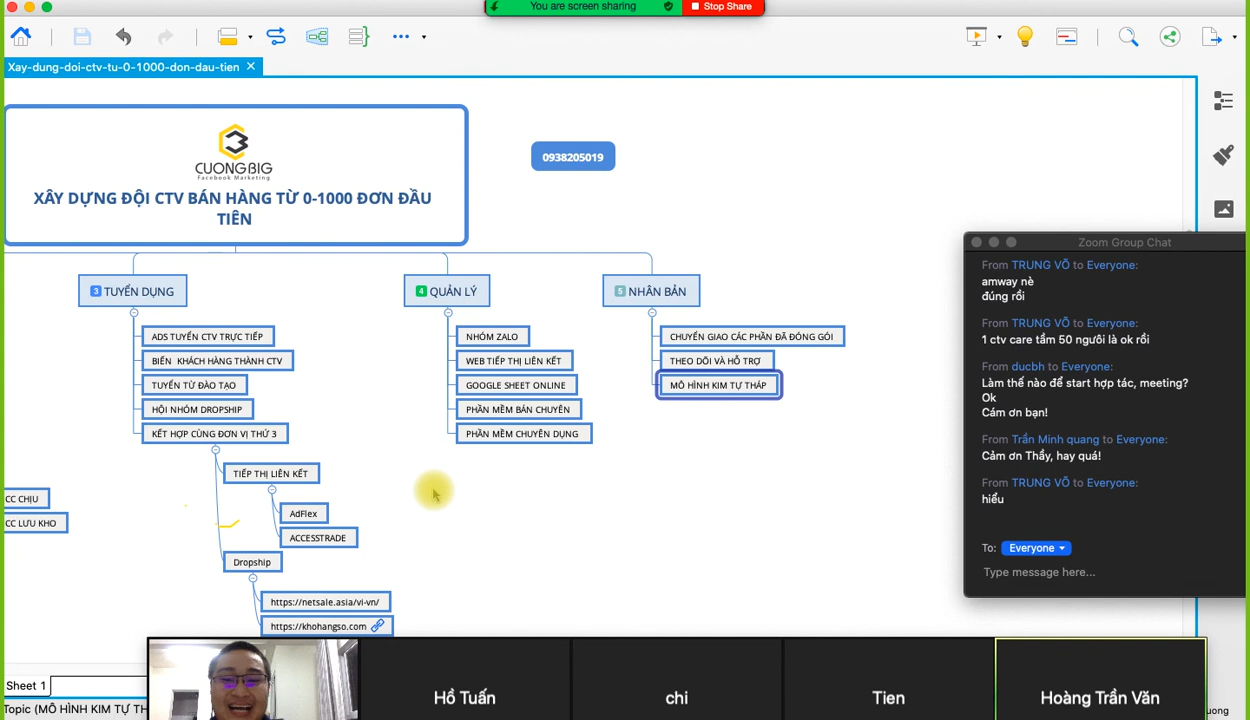 You are screen sharing
Stop Share
Xay-dung-doi-ctv-tu-0-1000-don-dau-tien
CUONGBIG
Facebook Marketing
XÂY DỰNG ĐỘI CTV BÁN HÀNG TỪ 0-1000 ĐƠN ĐẦU
TIÊN
0938205019
3 TUYỂN DỤNG
ADS TUYỂN CTV TRỰC TIẾP
BIẾN KHÁCH HÀNG THÀNH CTV
TUYỂN TỪ ĐÀO TẠO
HỘI NHÓM DROPSHIP
KẾT HỢP CÙNG ĐƠN VỊ THỨ 3
TIẾP THỊ LIÊN KẾT
AdFlex
ACCESSTRADE
Dropship
https://netsale.asia/vi-vn/
https://khohangso.com
4 QUẢN LÝ
NHÓM ZALO
WEB TIẾP THỊ LIÊN KẾT
GOOGLE SHEET ONLINE
PHẦN MỀM BÁN CHUYÊN
PHẦN MỀM CHUYÊN DỤNG
5 NHÂN BẢN
CHUYỂN GIAO CÁC PHẦN ĐÃ ĐÓNG GÓI
THEO DÕI VÀ HỖ TRỢ
MÔ HÌNH KIM TỰ THÁP
CC CHỊU
CC LƯU KHO
Zoom Group Chat
From TRUNG VÕ to Everyone:
amway nè
đúng rồi
From TRUNG VÕ to Everyone:
1 ctv care tầm 50 người là ok rồi
From ducbh to Everyone:
Làm thế nào để start hợp tác, meeting?
Ok
Cám ơn bạn!
From Trần Minh quang to Everyone:
Cảm ơn Thầy, hay quá!
From TRUNG VÕ to Everyone:
hiểu
To: Everyone
Type message here...
Sheet 1
Topic (MÔ HÌNH KIM TỰ TH
Hồ Tuấn
chi
Tien
Hoàng Trần Văn
uong